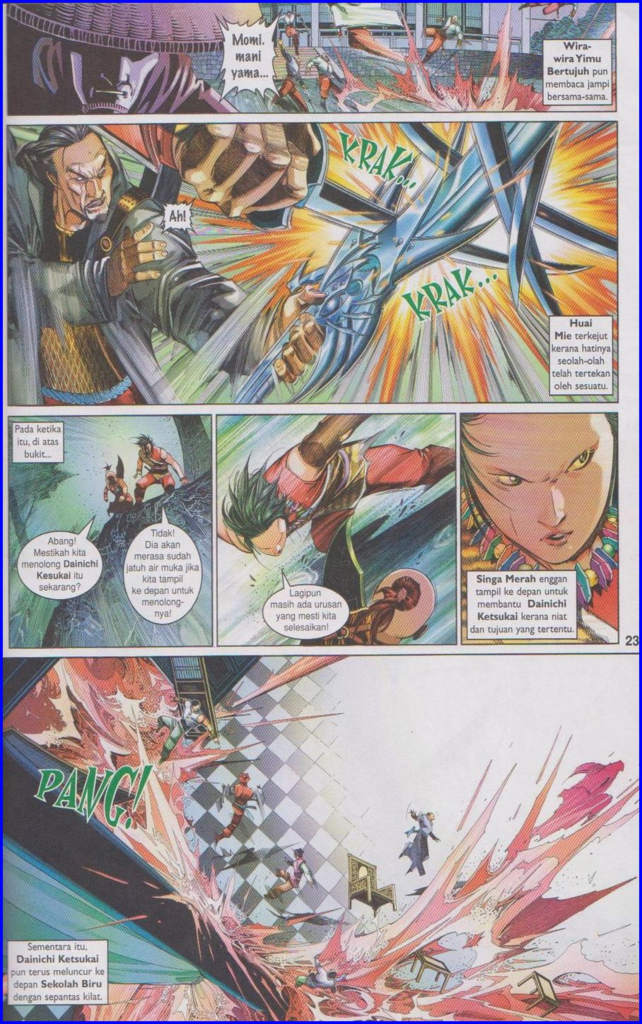 Momi.
mani
yama...
Wira-
wira Yimu
Bertujuh pun
membaca jampi
bersama-sama.
KRAK...
Ah!
KRAK...
Huai
Mie terkejut
kerana hatinya
seolah-olah
telah tertekan
oleh sesuatu.
Pada ketika
itu, di atas
bukit...
Abang!
Mestikah kita
menolong Dainichi
Kesukai itu
sekarang?
Tidak!
Dia akan
merasa sudah
jatuh air muka jika
kita tampil
ke depan untuk
menolong-
nya!
Lagipun
masih ada urusan
yang mesti kita
selesaikan!
Singa Merah enggan
tampil ke depan untuk
membantu Dainichi
Ketsukai kerana niat
dan tujuan yang tertentu.
23
PANG!
Sementara itu,
Dainichi Ketsukai
pun terus meluncur ke
depan Sekolah Biru
dengan sepantas kilat.